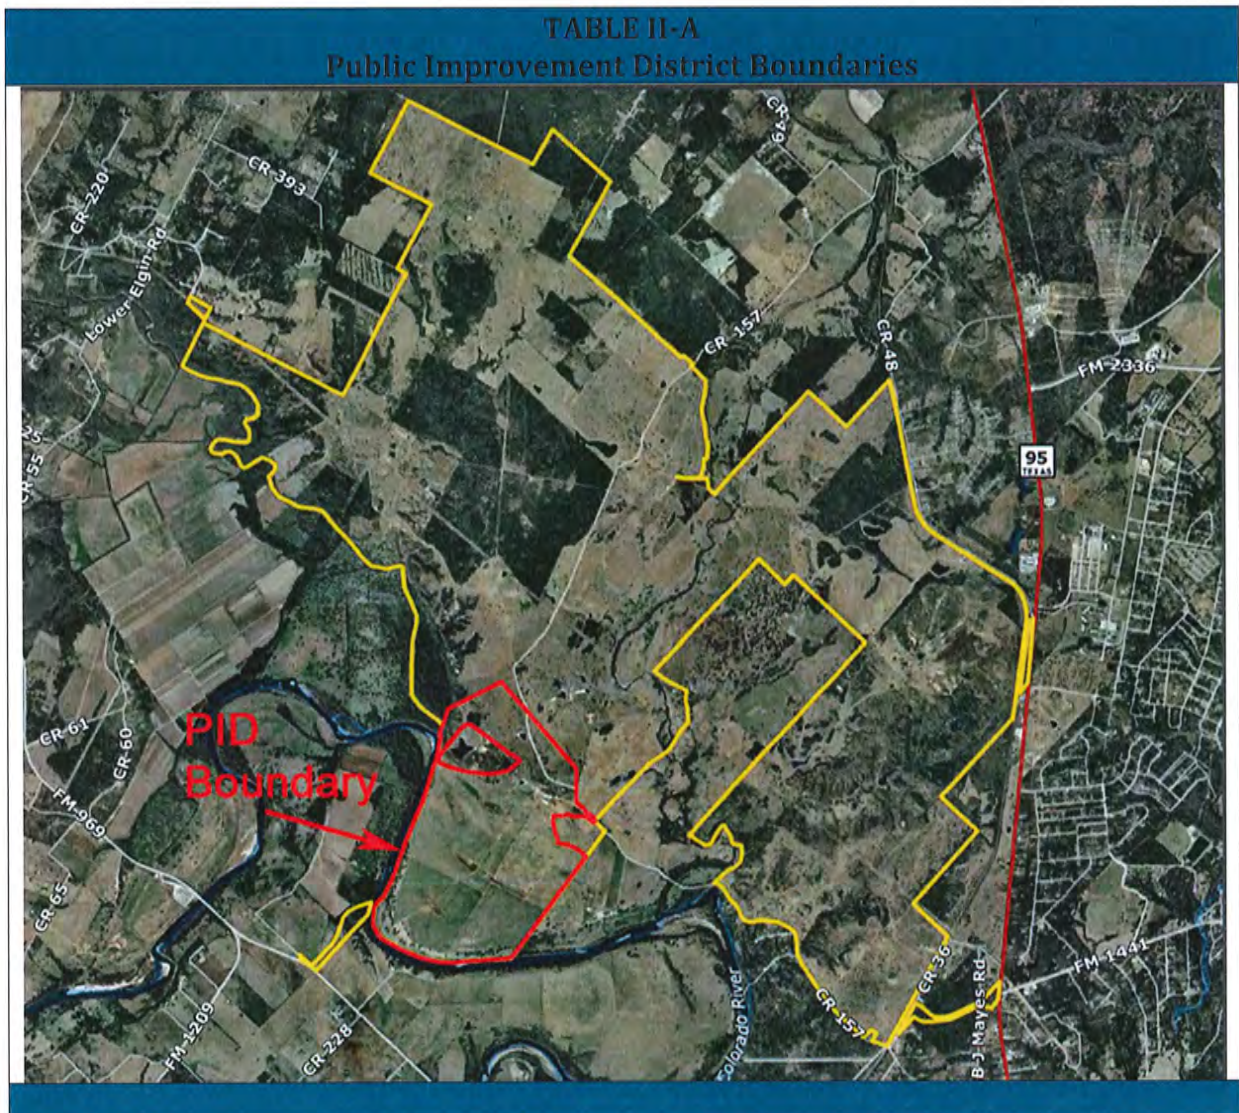 TABLE II-A
Public Improvement District Boundaries
CR-220
CR-393
Lower Elgin-Rd
CR-157
CR-48
FM-2336
95
TEXAS
CR-55
CR-61
CR-60
PID
Boundary
FM-969
CR-65
FM-1209
CR-228
Colorado River
CR-157
CR-36
B-J Mayes-Rd
FM-1441